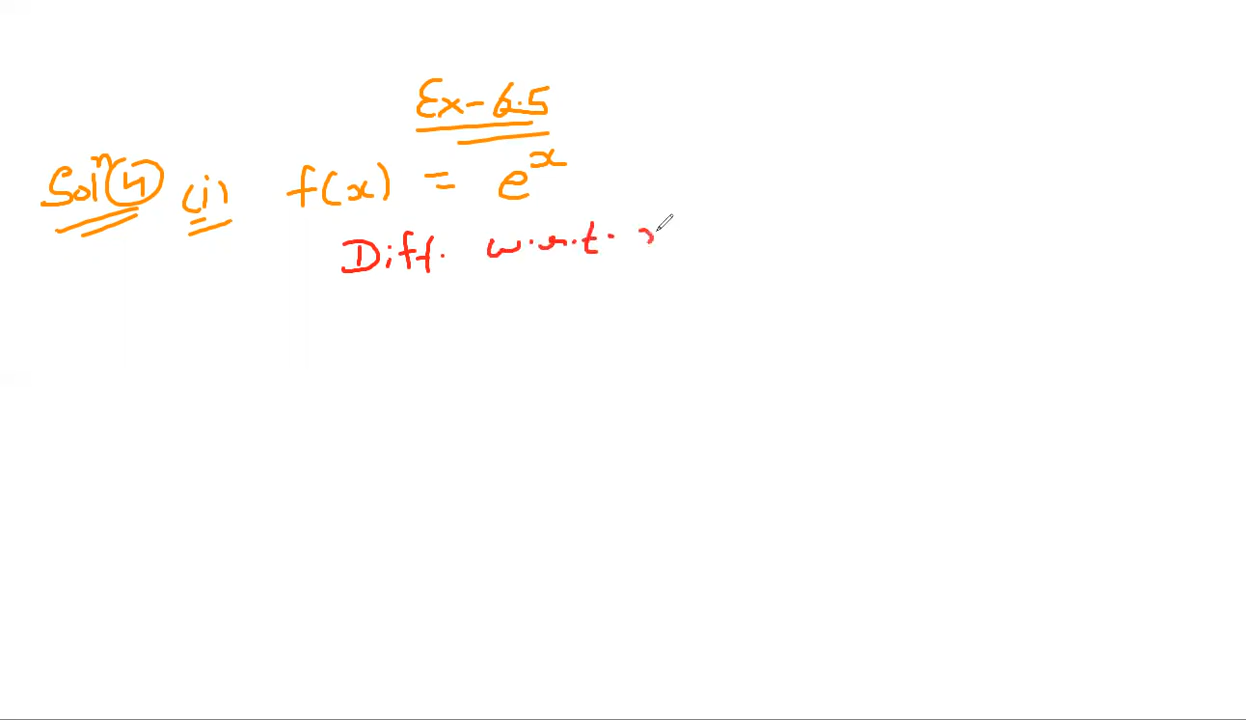 Ex-6.5
Solⁿ (4) (i) f(x) = eˣ
Diff. w.r.t.